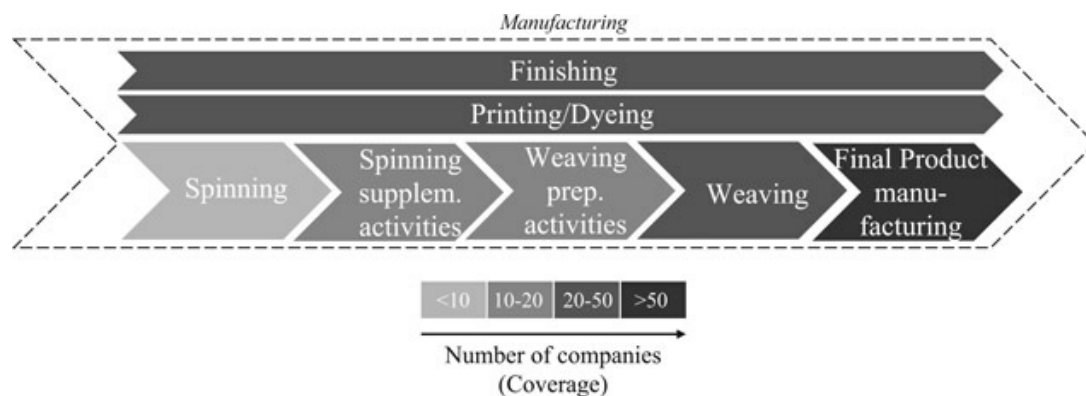 Manufacturing
Finishing
Printing/Dyeing
Spinning
Spinning
supplem.
activities
Weaving
prep.
activities
Weaving
Final Product
manu-
facturing
<10 10-20 20-50 >50
Number of companies
(Coverage)